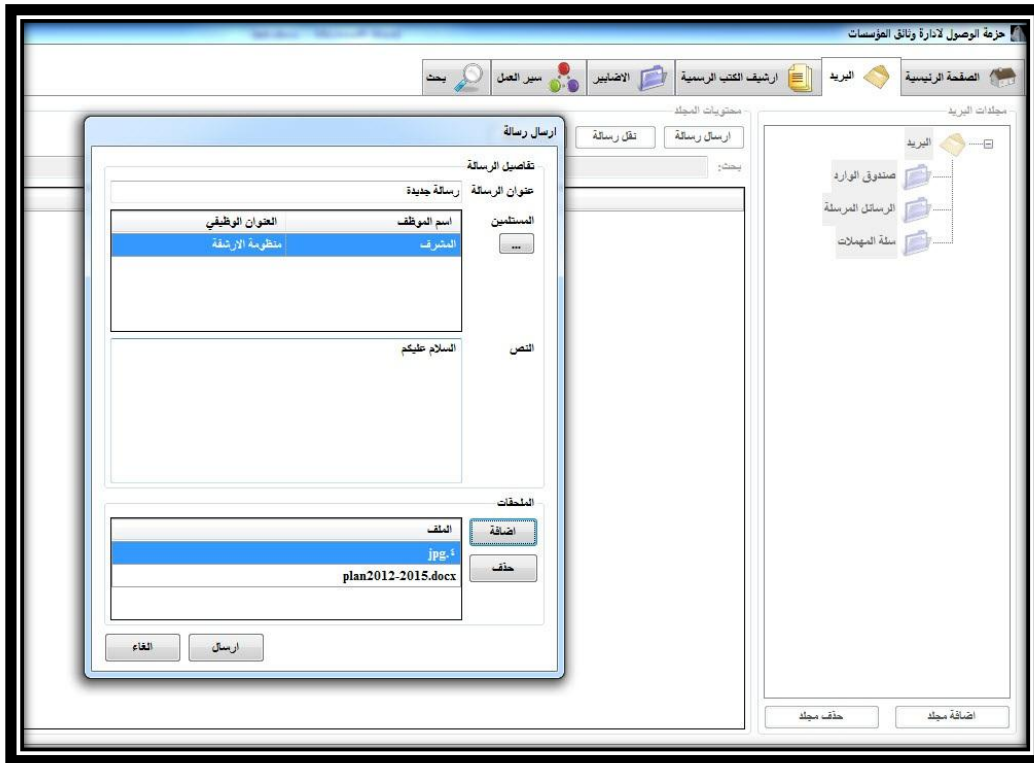 حزمة الوصول لادارة وثائق المؤسسات
الصفحة الرئيسية البريد ارشيف الكتب الرسمية الاضابير سير العمل بحث
مجلدات البريد
البريد
صندوق الوارد
الرسائل المرسلة
سلة المهملات
اضافة مجلد حذف مجلد
محتويات المجلد
ارسال رسالة نقل رسالة
بحث:
ارسال رسالة
تفاصيل الرسالة
عنوان الرسالة رسالة جديدة
المستلمين
اسم الموظف العنوان الوظيفي
...
المشرف منظومة الارشفة
النص
السلام عليكم
الملحقات
اضافة
حذف
الملف
٤.jpg
plan2012-2015.docx
ارسال الغاء